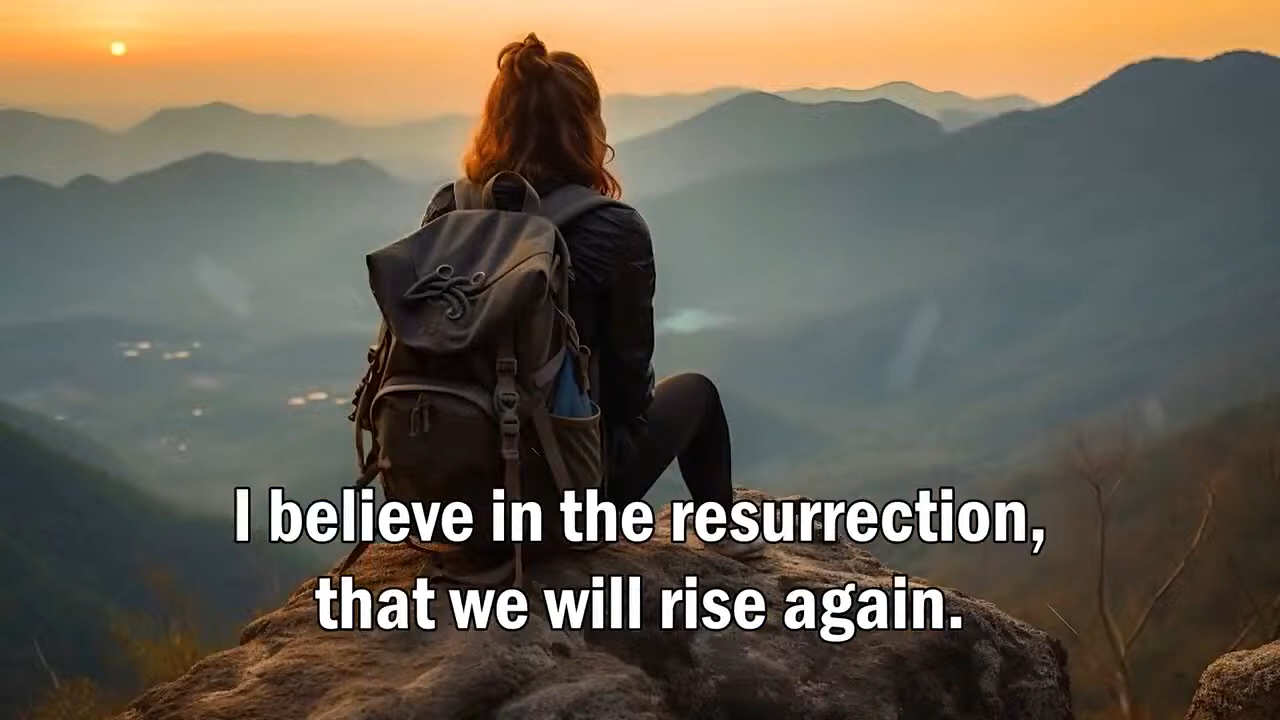 I believe in the resurrection,
that we will rise again.